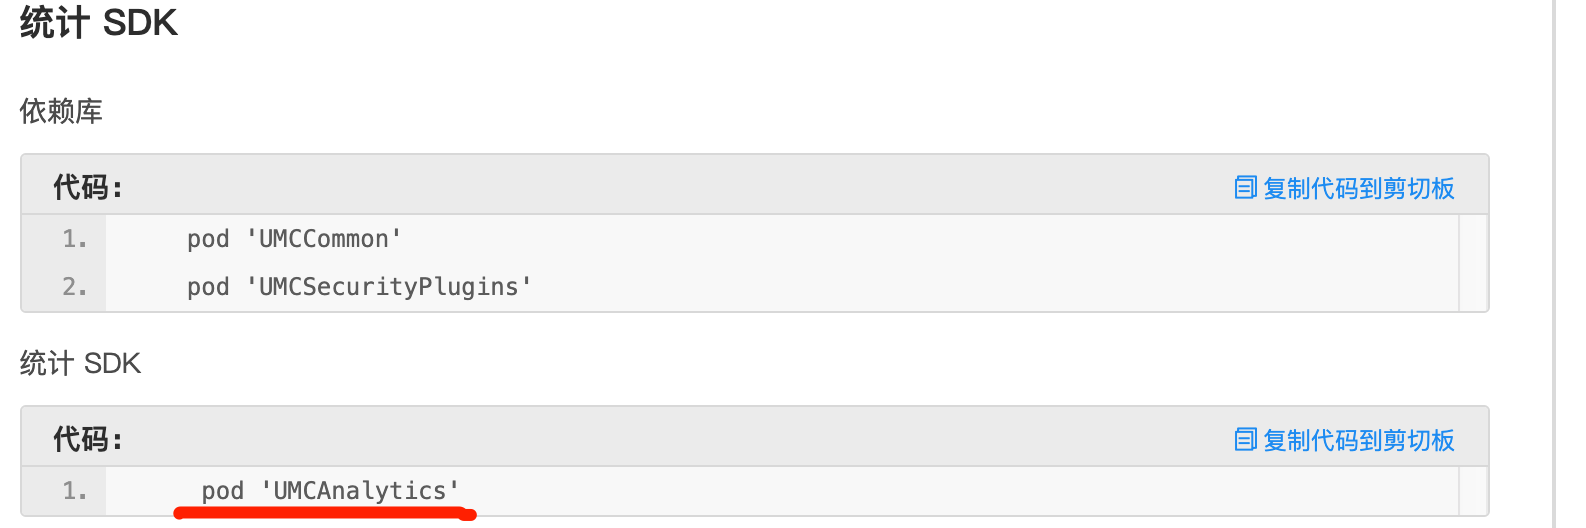 统计 SDK
依赖库
代码：
复制代码到剪切板
1. pod 'UMCCommon'
2. pod 'UMCSecurityPlugins'
统计 SDK
代码：
复制代码到剪切板
1. pod 'UMCAnalytics'